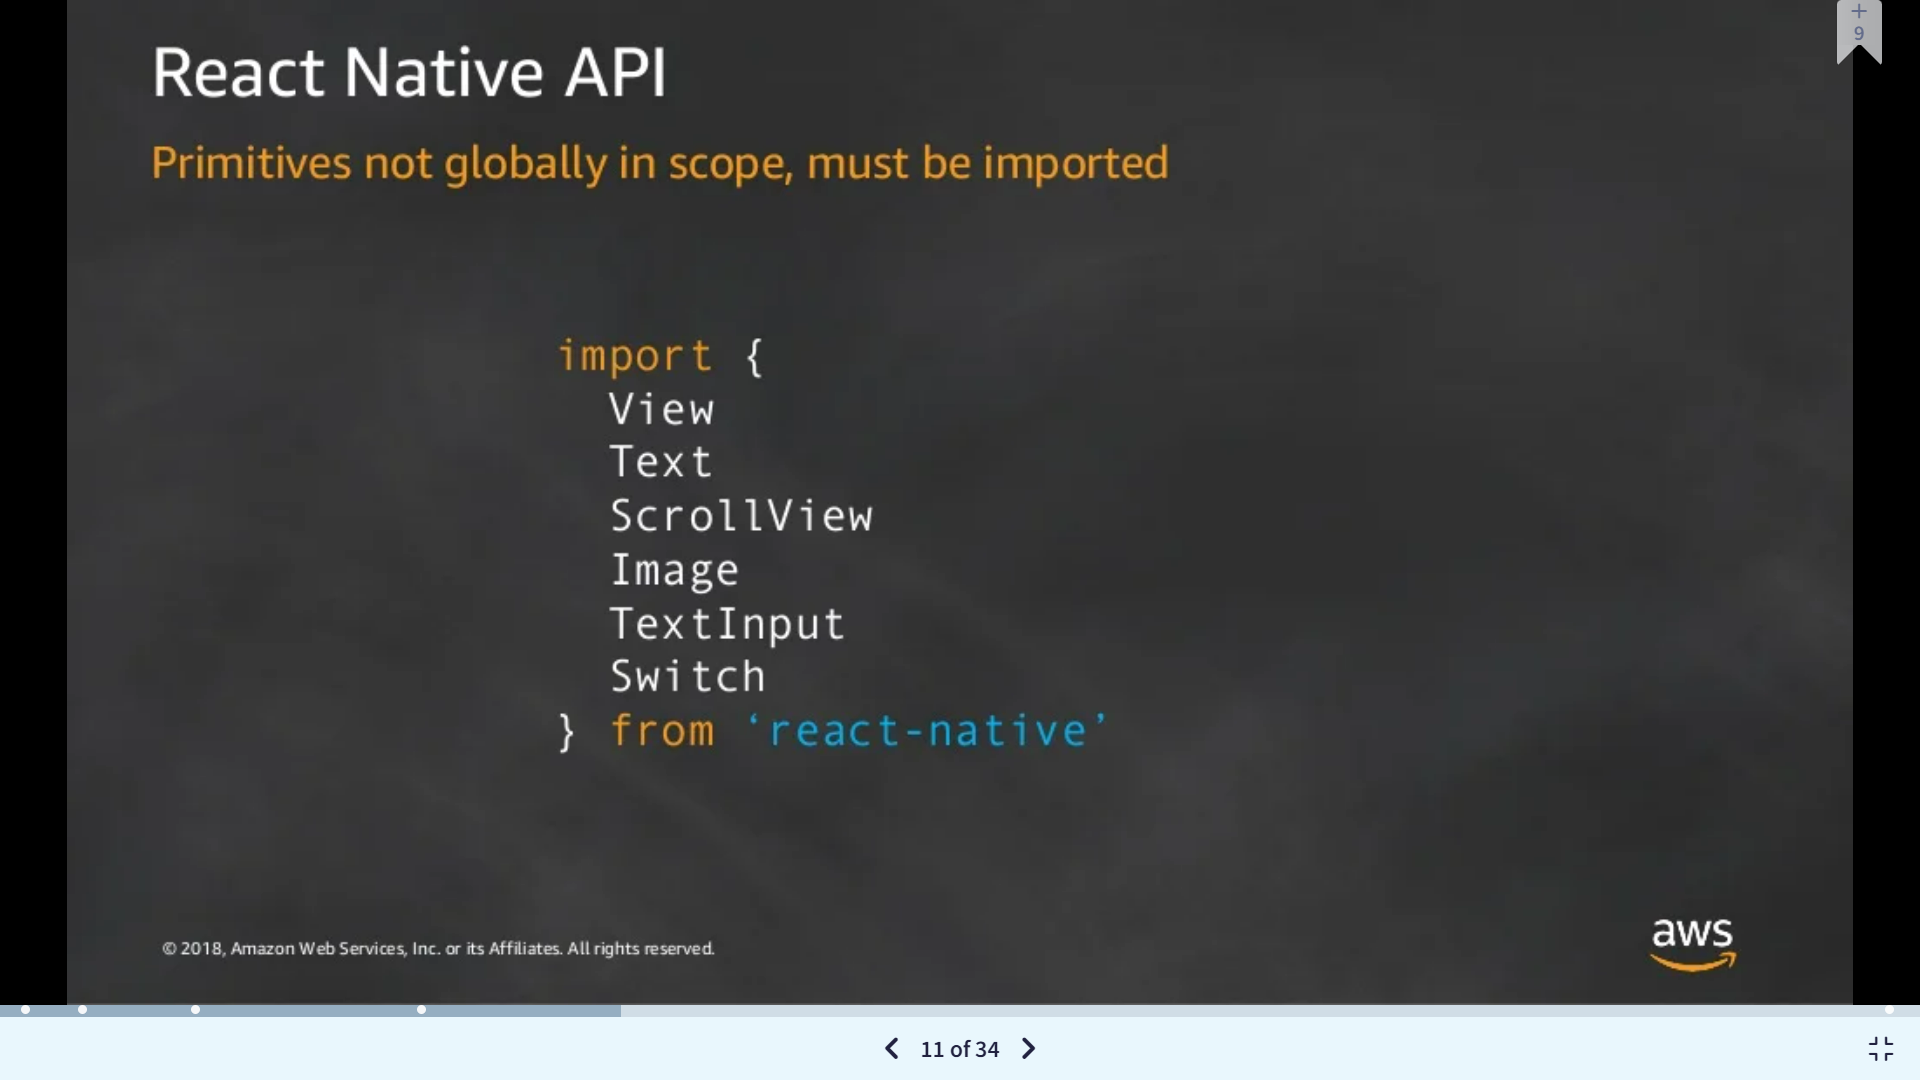 React Native API
Primitives not globally in scope, must be imported
import {
View
Text
ScrollView
Image
TextInput
Switch
} from ‘react-native’
© 2018, Amazon Web Services, Inc. or its Affiliates. All rights reserved.
aws
+
9
11 of 34